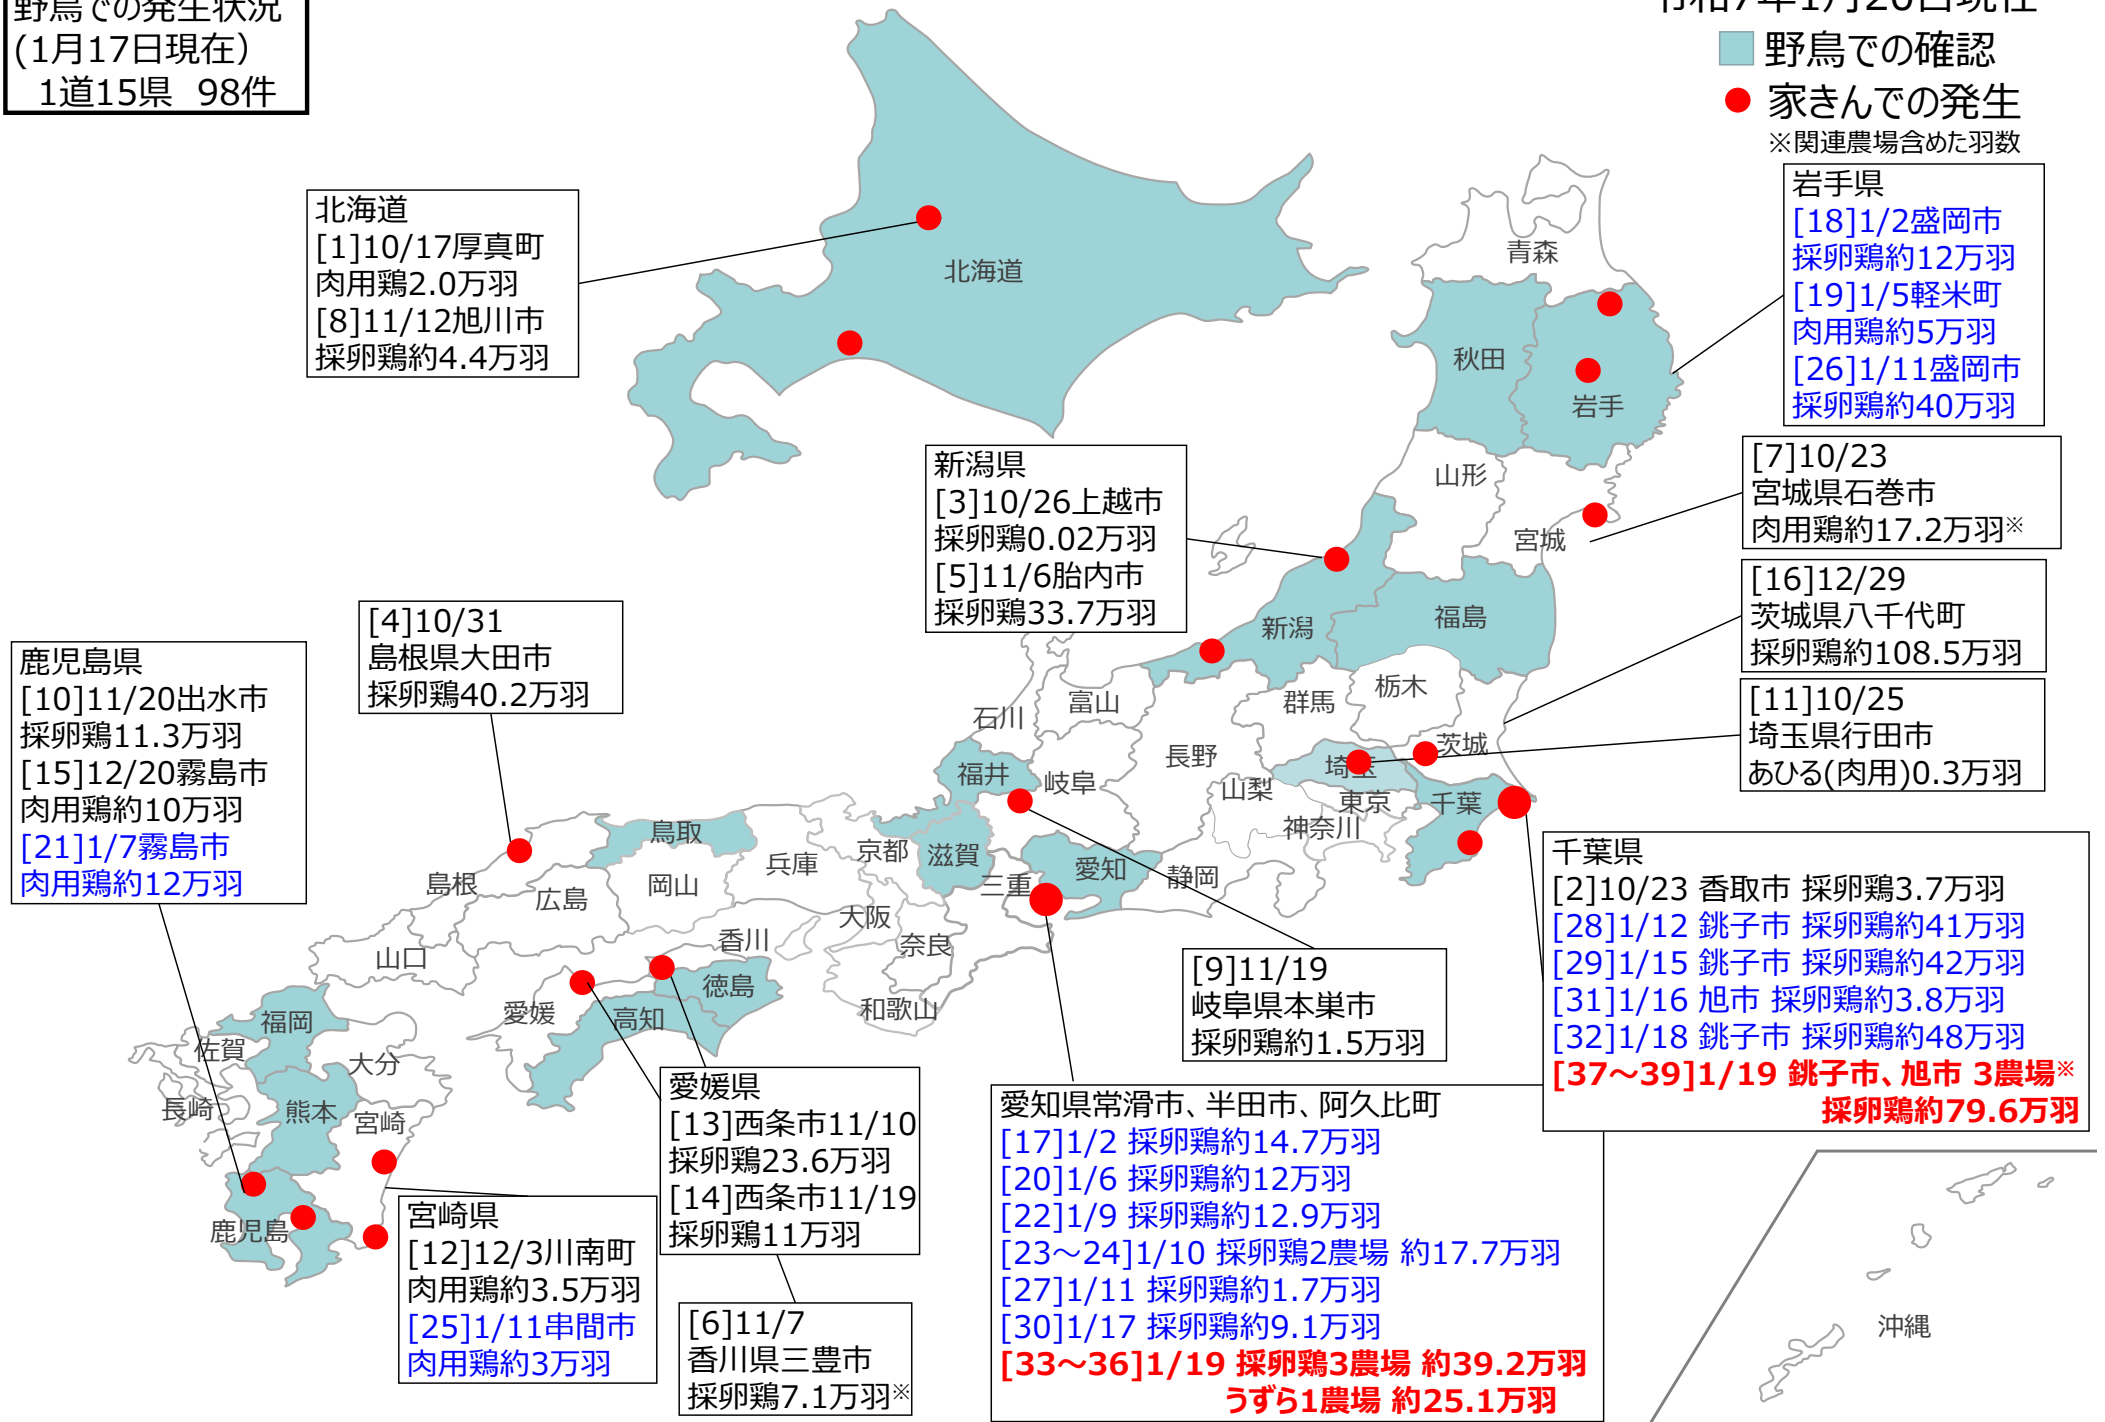 野鳥での発生状況
(1月17日現在)
1道15県 98件
令和7年1月20日現在
野鳥での確認
家きんでの発生
※関連農場含めた羽数
北海道
[1]10/17厚真町
肉用鶏2.0万羽
[8]11/12旭川市
採卵鶏約4.4万羽
岩手県
[18]1/2盛岡市
採卵鶏約12万羽
[19]1/5軽米町
肉用鶏約5万羽
[26]1/11盛岡市
採卵鶏約40万羽
[7]10/23
宮城県石巻市
肉用鶏約17.2万羽※
新潟県
[3]10/26上越市
採卵鶏0.02万羽
[5]11/6胎内市
採卵鶏33.7万羽
[16]12/29
茨城県八千代町
採卵鶏約108.5万羽
[11]10/25
埼玉県行田市
あひる(肉用)0.3万羽
[4]10/31
島根県大田市
採卵鶏40.2万羽
鹿児島県
[10]11/20出水市
採卵鶏11.3万羽
[15]12/20霧島市
肉用鶏約10万羽
[21]1/7霧島市
肉用鶏約12万羽
千葉県
[2]10/23 香取市 採卵鶏3.7万羽
[28]1/12 銚子市 採卵鶏約41万羽
[29]1/15 銚子市 採卵鶏約42万羽
[31]1/16 旭市 採卵鶏約3.8万羽
[32]1/18 銚子市 採卵鶏約48万羽
[37～39]1/19 銚子市、旭市 3農場※
採卵鶏約79.6万羽
[9]11/19
岐阜県本巣市
採卵鶏約1.5万羽
愛媛県
[13]西条市11/10
採卵鶏23.6万羽
[14]西条市11/19
採卵鶏11万羽
愛知県常滑市、半田市、阿久比町
[17]1/2 採卵鶏約14.7万羽
[20]1/6 採卵鶏約12万羽
[22]1/9 採卵鶏約12.9万羽
[23～24]1/10 採卵鶏2農場 約17.7万羽
[27]1/11 採卵鶏約1.7万羽
[30]1/17 採卵鶏約9.1万羽
[33～36]1/19 採卵鶏3農場 約39.2万羽
うずら1農場 約25.1万羽
宮崎県
[12]12/3川南町
肉用鶏約3.5万羽
[25]1/11串間市
肉用鶏約3万羽
[6]11/7
香川県三豊市
採卵鶏7.1万羽※
北海道
青森
秋田
岩手
山形
宮城
新潟
福島
群馬
栃木
茨城
埼玉
千葉
東京
神奈川
山梨
長野
富山
石川
福井
岐阜
静岡
愛知
三重
滋賀
京都
大阪
奈良
和歌山
兵庫
鳥取
岡山
島根
広島
山口
香川
徳島
愛媛
高知
福岡
佐賀
長崎
大分
熊本
宮崎
鹿児島
沖縄